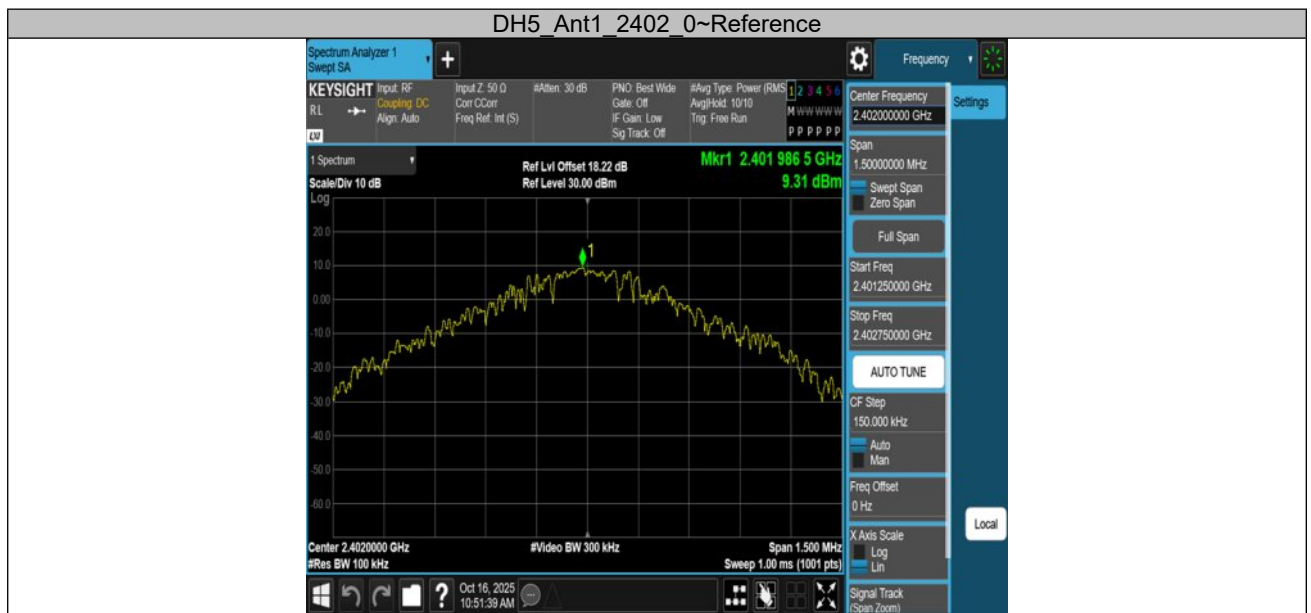 DH5_Ant1_2402_0~Reference
Spectrum Analyzer 1
Swept SA
+
Frequency
KEYSIGHT
RL
LXI
Input: RF
Coupling: DC
Align: Auto
Input Z: 50 Ω
Corr CCorr
Freq Ref: Int (S)
#Atten: 30 dB
PNO: Best Wide
Gate: Off
IF Gain: Low
Sig Track: Off
#Avg Type: Power (RMS
Avg|Hold: 10/10
Trig: Free Run
1 2 3 4 5 6
M W W W W W
P P P P P P
1 Spectrum
Scale/Div 10 dB
Ref Lvl Offset 18.22 dB
Ref Level 30.00 dBm
Mkr1 2.401 986 5 GHz
9.31 dBm
Log
20.0
10.0
0.00
-10.0
-20.0
-30.0
-40.0
-50.0
-60.0
1
Center 2.4020000 GHz
#Res BW 100 kHz
#Video BW 300 kHz
Span 1.500 MHz
Sweep 1.00 ms (1001 pts)
Center Frequency
2.402000000 GHz
Settings
Span
1.50000000 MHz
Swept Span
Zero Span
Full Span
Start Freq
2.401250000 GHz
Stop Freq
2.402750000 GHz
AUTO TUNE
CF Step
150.000 kHz
Auto
Man
Freq Offset
0 Hz
X Axis Scale
Log
Lin
Local
Signal Track
(Span Zoom)
?
Oct 16, 2025
10:51:39 AM